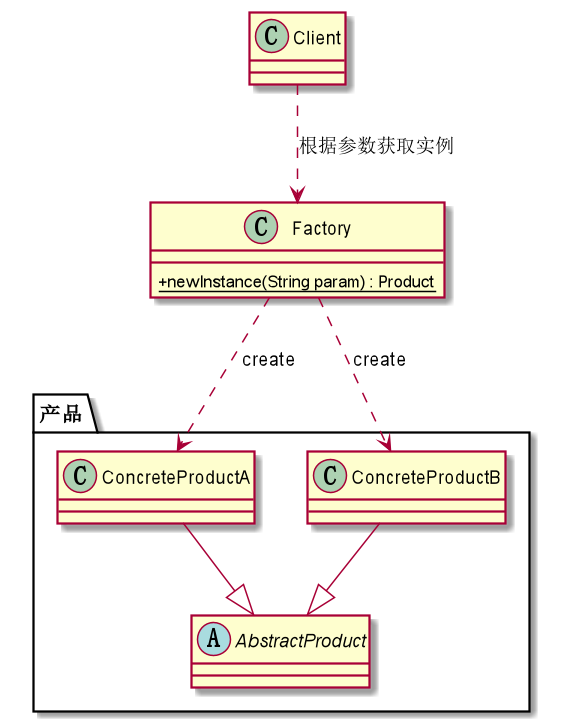 C Client
根据参数获取实例
C Factory
+newInstance(String param) : Product
create
create
产品
C ConcreteProductA
C ConcreteProductB
A AbstractProduct